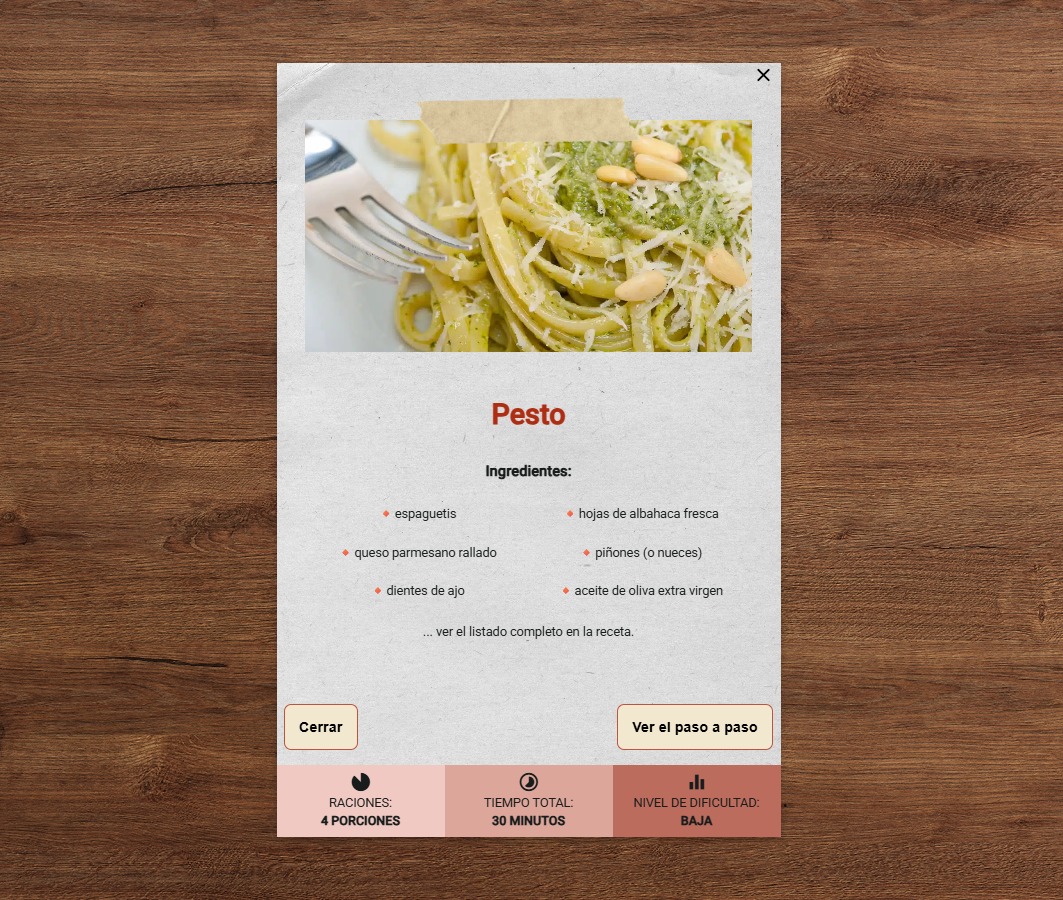 Pesto
Ingredientes:
espaguetis
hojas de albahaca fresca
queso parmesano rallado
piñones (o nueces)
dientes de ajo
aceite de oliva extra virgen
... ver el listado completo en la receta.
Cerrar
Ver el paso a paso
RACIONES:
4 PORCIONES
TIEMPO TOTAL:
30 MINUTOS
NIVEL DE DIFICULTAD:
BAJA